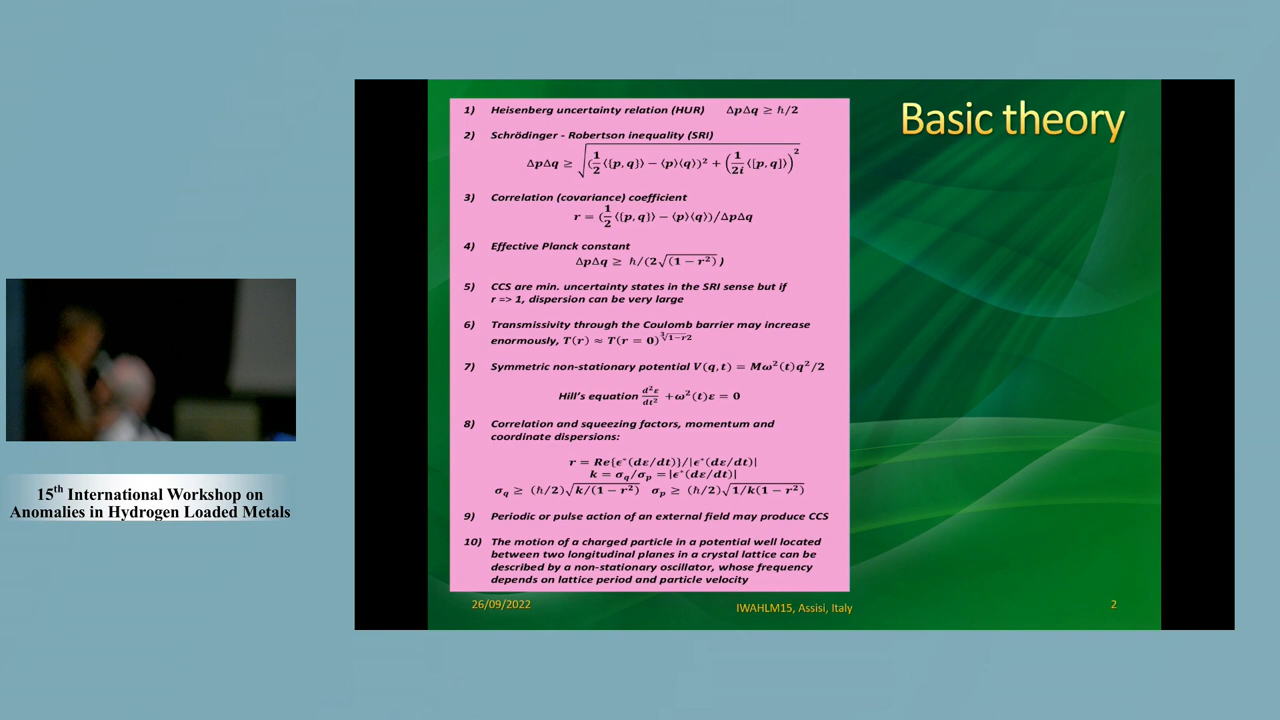 1) Heisenberg uncertainty relation (HUR) ΔpΔq ≥ ℏ/2
2) Schrödinger - Robertson inequality (SRI)
ΔpΔq ≥ √((1/2⟨{p, q}⟩ − ⟨p⟩⟨q⟩)² + (1/2i⟨[p, q]⟩)²
3) Correlation (covariance) coefficient
r = (1/2⟨{p, q}⟩ − ⟨p⟩⟨q⟩)/ΔpΔq
4) Effective Planck constant
ΔpΔq ≥ ℏ/(2√(1 − r²))
5) CCS are min. uncertainty states in the SRI sense but if
r => 1, dispersion can be very large
6) Transmissivity through the Coulomb barrier may increase
enormously, T(r) ≈ T(r = 0)^∛1−r2
7) Symmetric non-stationary potential V(q, t) = Mω²(t)q²/2
Hill's equation d²ε/dt² +ω²(t)ε = 0
8) Correlation and squeezing factors, momentum and
coordinate dispersions:
r = Re{ϵ*(dε/dt)}/|ϵ*(dε/dt)|
k = σq/σp = |ϵ*(dε/dt)|
σq ≥ (ℏ/2)√k/(1 − r²) σp ≥ (ℏ/2)√1/k(1 − r²)
9) Periodic or pulse action of an external field may produce CCS
10) The motion of a charged particle in a potential well located
between two longitudinal planes in a crystal lattice can be
described by a non-stationary oscillator, whose frequency
depends on lattice period and particle velocity
Basic theory
26/09/2022
IWAHLM15, Assisi, Italy
2
15th International Workshop on
Anomalies in Hydrogen Loaded Metals